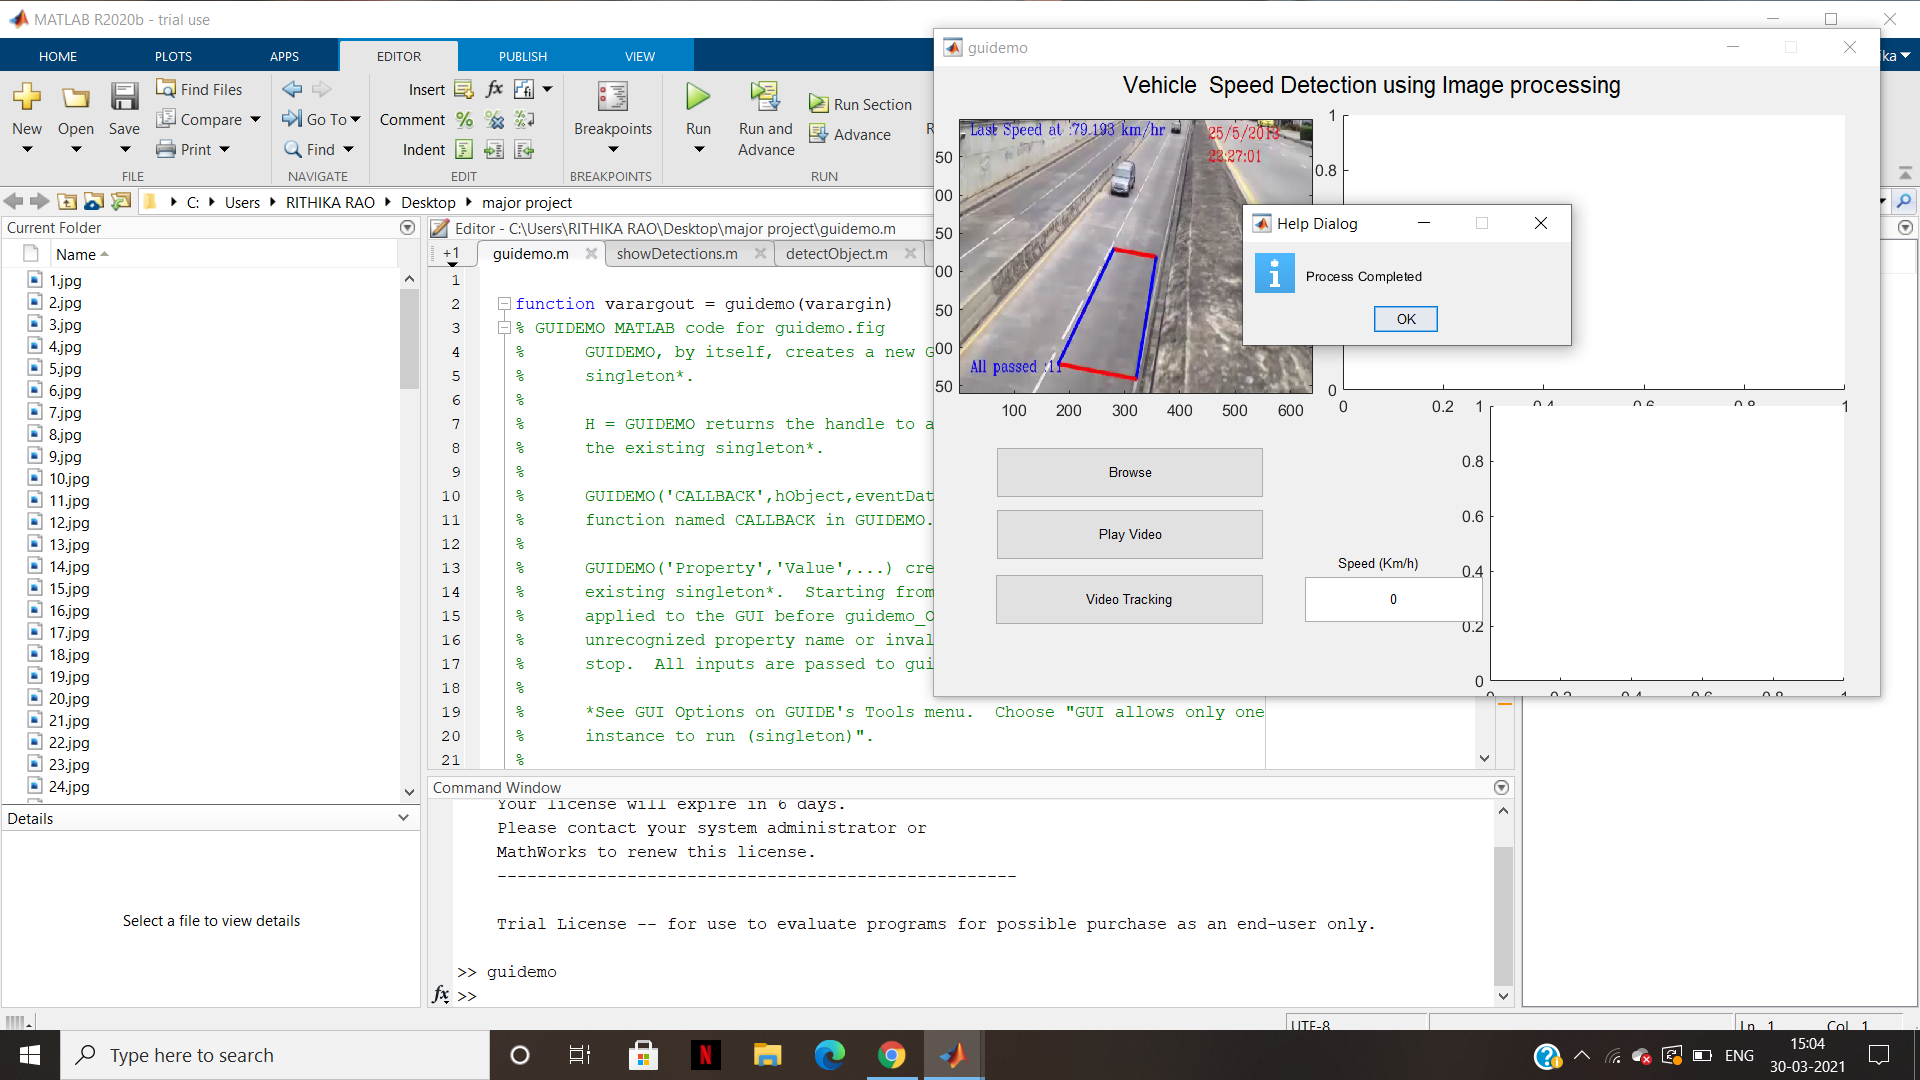 MATLAB R2020b - trial use
HOME PLOTS APPS EDITOR PUBLISH VIEW
New
Open
Save
Find Files
Compare
Print
FILE
Go To
Find
NAVIGATE
Insert
Comment
Indent
EDIT
Breakpoints
BREAKPOINTS
Run
Run and
Advance
Run Section
Advance
RUN
C: Users RITHIKA RAO Desktop major project
Current Folder
Name
1.jpg
2.jpg
3.jpg
4.jpg
5.jpg
6.jpg
7.jpg
8.jpg
9.jpg
10.jpg
11.jpg
12.jpg
13.jpg
14.jpg
15.jpg
16.jpg
17.jpg
18.jpg
19.jpg
20.jpg
21.jpg
22.jpg
23.jpg
24.jpg
Details
Select a file to view details
Editor - C:\Users\RITHIKA RAO\Desktop\major project\guidemo.m
+1 guidemo.m showDetections.m detectObject.m
1
2 function varargout = guidemo(varargin)
3 % GUIDEMO MATLAB code for guidemo.fig
4 % GUIDEMO, by itself, creates a new G
5 % singleton*.
6 %
7 % H = GUIDEMO returns the handle to a
8 % the existing singleton*.
9 %
10 % GUIDEMO('CALLBACK',hObject,eventDat
11 % function named CALLBACK in GUIDEMO.
12 %
13 % GUIDEMO('Property','Value',...) cre
14 % existing singleton*. Starting from
15 % applied to the GUI before guidemo_O
16 % unrecognized property name or inval
17 % stop. All inputs are passed to gui
18 %
19 % *See GUI Options on GUIDE's Tools menu. Choose "GUI allows only one
20 % instance to run (singleton)".
21 %
Command Window
Your license will expire in 6 days.
Please contact your system administrator or
MathWorks to renew this license.
----------------------------------------------------
Trial License -- for use to evaluate programs for possible purchase as an end-user only.
>> guidemo
fx >>
guidemo
Vehicle Speed Detection using Image processing
Last Speed at :79.193 km/hr
25/5/2013
23:27:01
All passed :11
50
00
50
00
50
00
50
100 200 300 400 500 600
1
0.8
0
0 0.2 0.4 0.6 0.8 1
1
0.8
0.6
0.4
0.2
0
0 0.2 0.4 0.6 0.8 1
Help Dialog
Process Completed
OK
Browse
Play Video
Video Tracking
Speed (Km/h)
0
ika
UTF-8
Ln 1 Col 1
Type here to search
ENG
15:04
30-03-2021